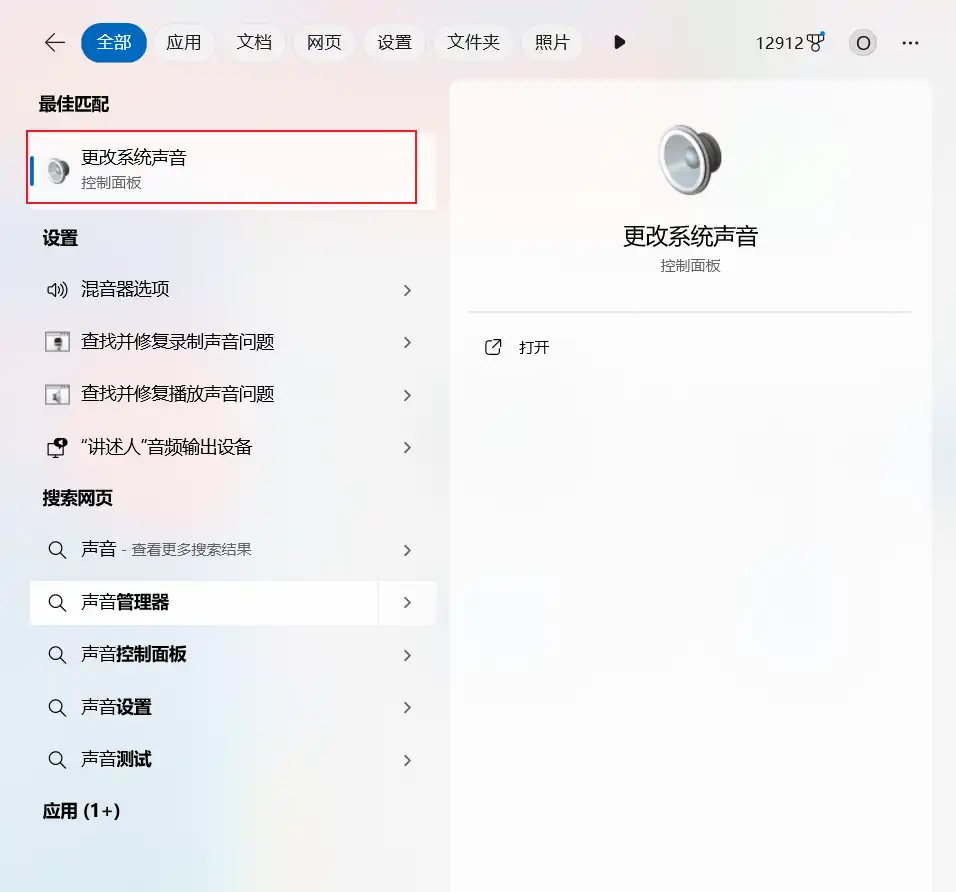 全部 应用 文档 网页 设置 文件夹 照片 12912 O
最佳匹配
更改系统声音
控制面板
设置
混音器选项
查找并修复录制声音问题
查找并修复播放声音问题
“讲述人”音频输出设备
搜索网页
声音 - 查看更多搜索结果
声音管理器
声音控制面板
声音设置
声音测试
应用 (1+)
更改系统声音
控制面板
打开